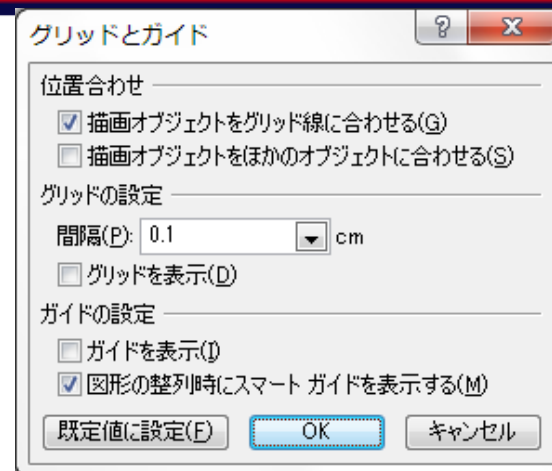 グリッドとガイド
位置合わせ
描画オブジェクトをグリッド線に合わせる(G)
描画オブジェクトをほかのオブジェクトに合わせる(S)
グリッドの設定
間隔(P): 0.1 cm
グリッドを表示(D)
ガイドの設定
ガイドを表示(I)
図形の整列時にスマート ガイドを表示する(M)
既定値に設定(F) OK キャンセル